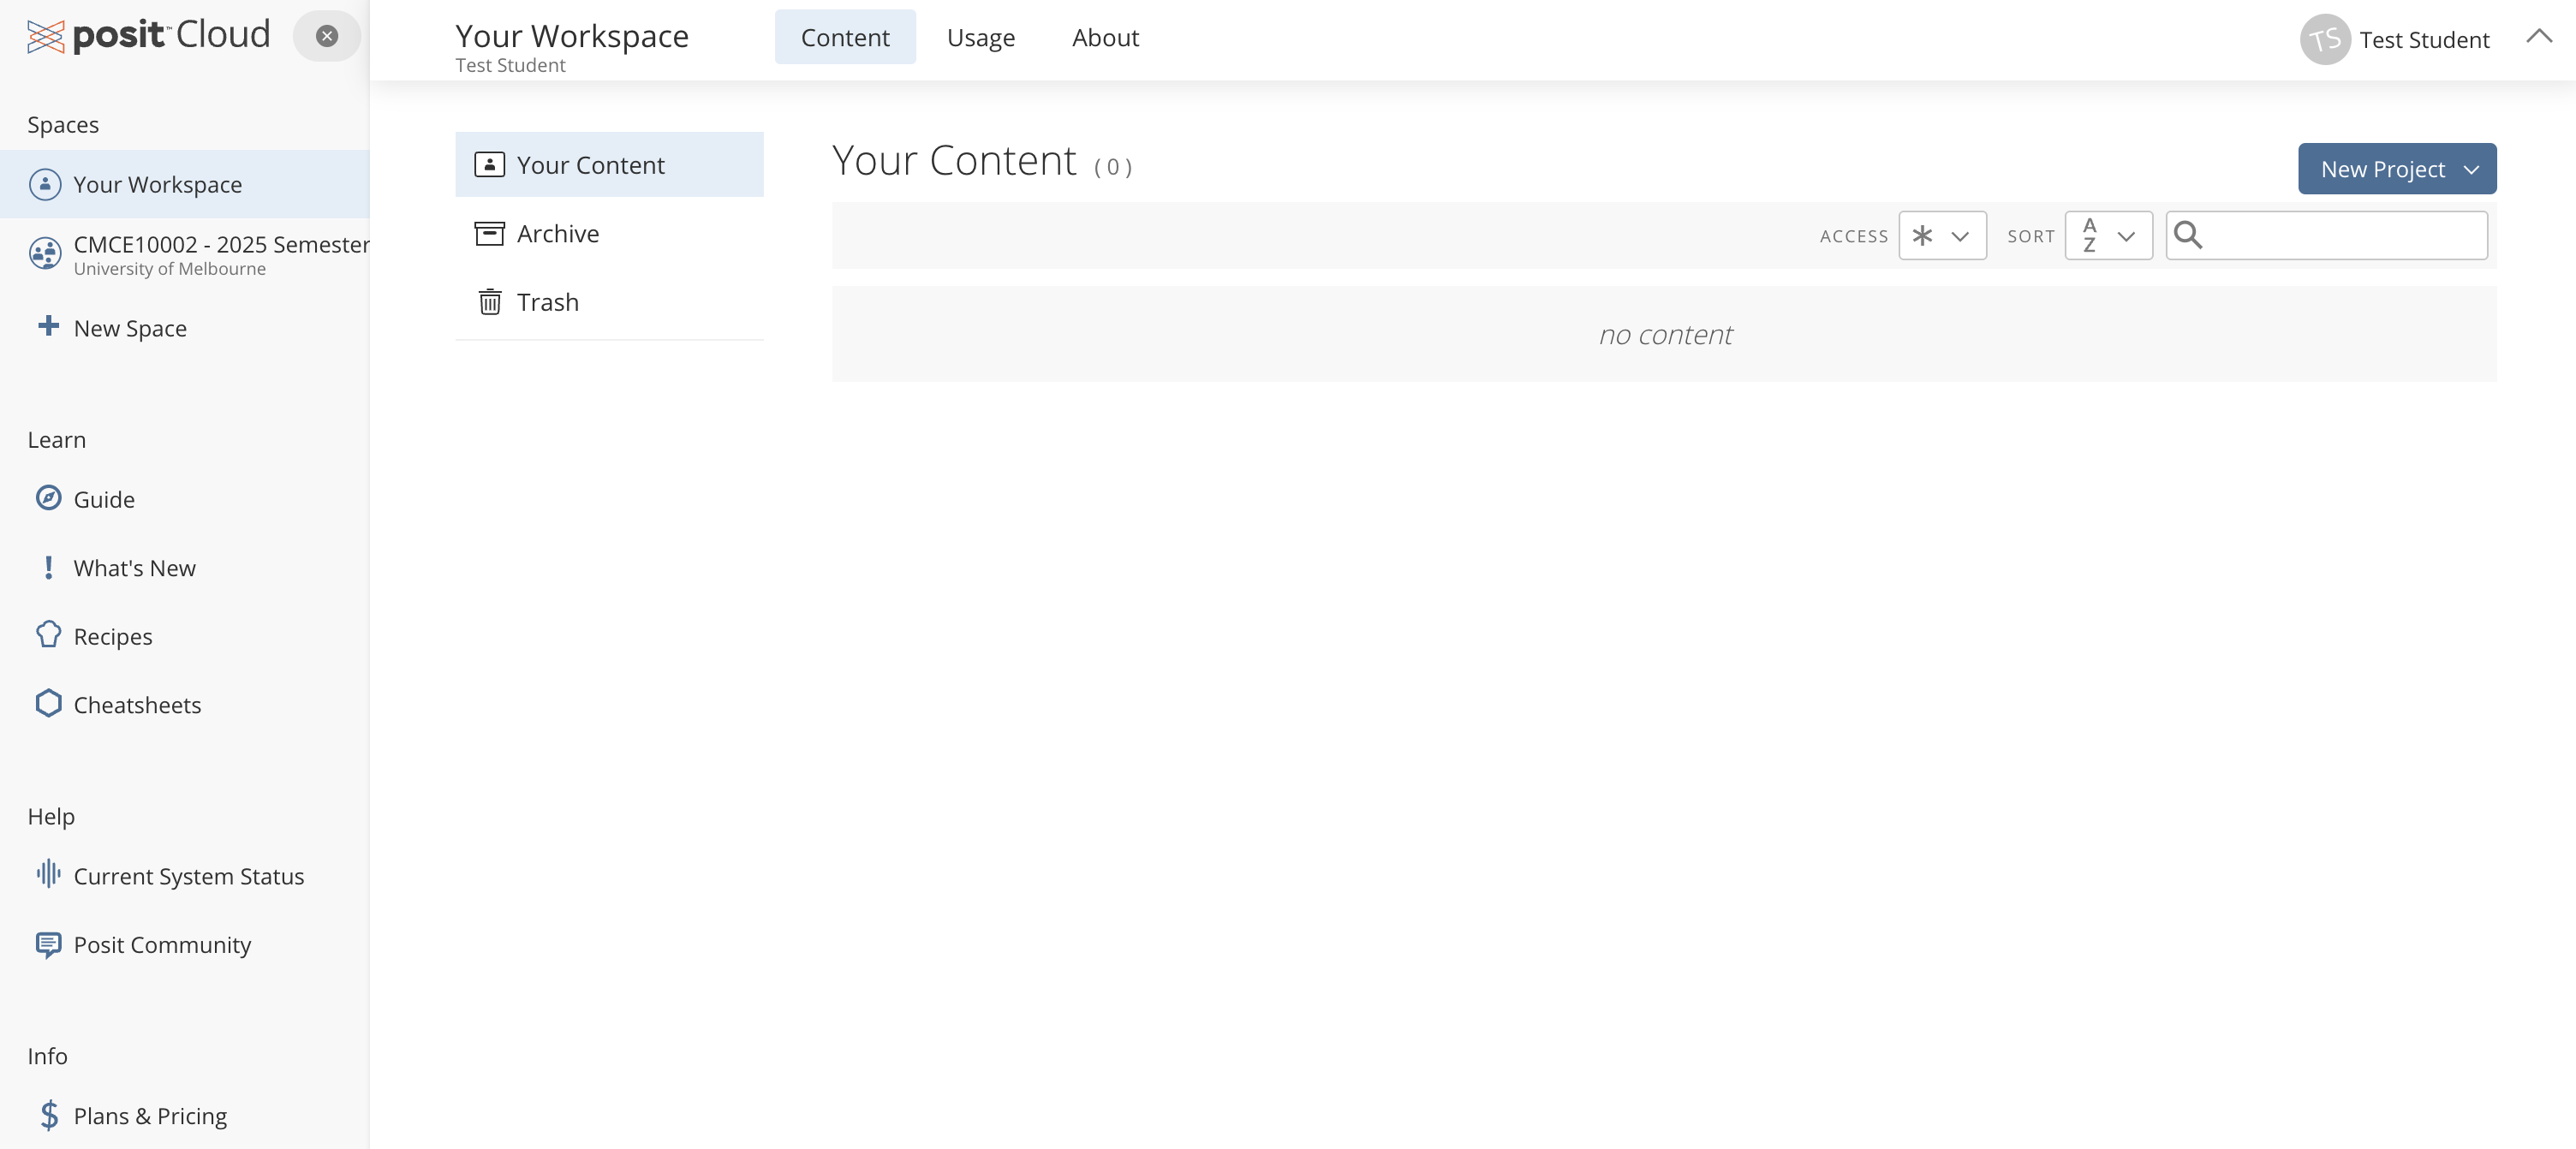 posit™ Cloud
Spaces
Your Workspace
CMCE10002 - 2025 Semester
University of Melbourne
New Space
Learn
Guide
What's New
Recipes
Cheatsheets
Help
Current System Status
Posit Community
Info
Plans & Pricing
Your Workspace
Test Student
Content
Usage
About
TS
Test Student
Your Content
Archive
Trash
Your Content ( 0 )
New Project
ACCESS
SORT
A
Z
no content